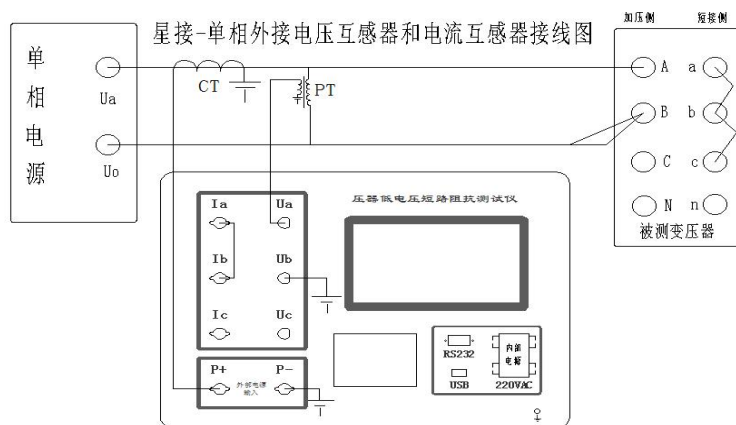 星接-单相外接电压互感器和电流互感器接线图
单相电源
Ua
Uo
CT
PT
加压侧
短接侧
A a
B b
C c
N n
被测变压器
压器低电压短路阻抗测试仪
Ia Ua
Ib Ub
Ic Uc
P+ P-
外部电源
输入
RS232
USB
内部
电源
220VAC